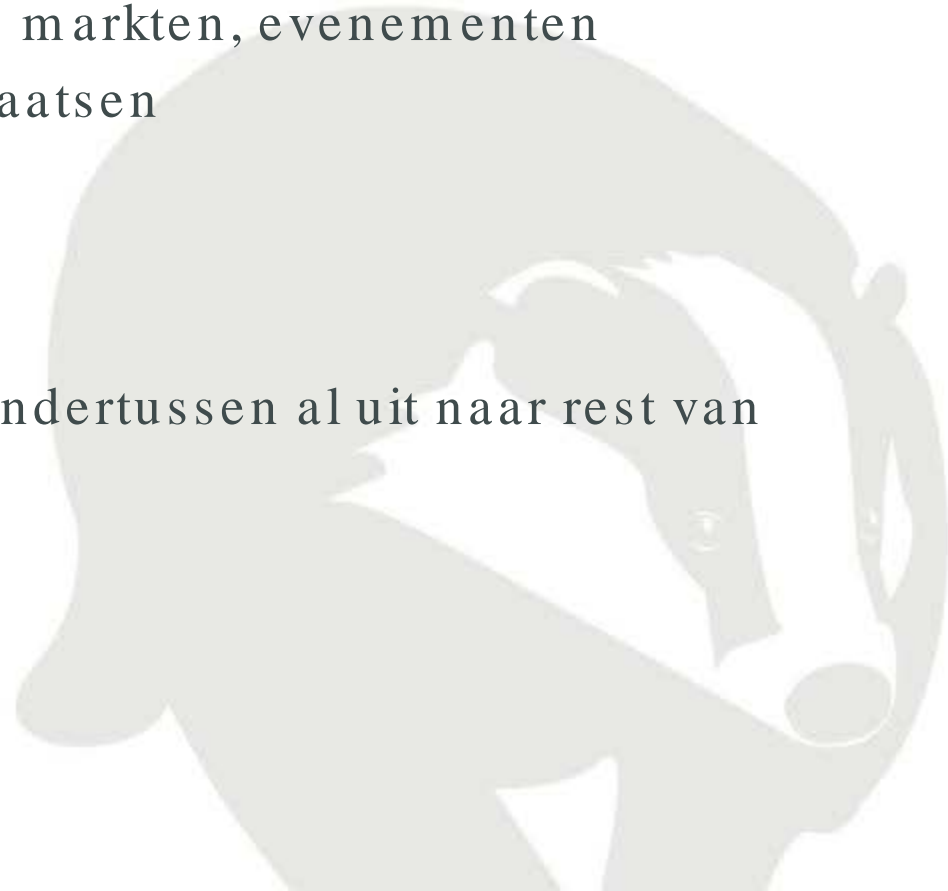 markten, evenementen
aatsen
ndertussen al uit naar rest van